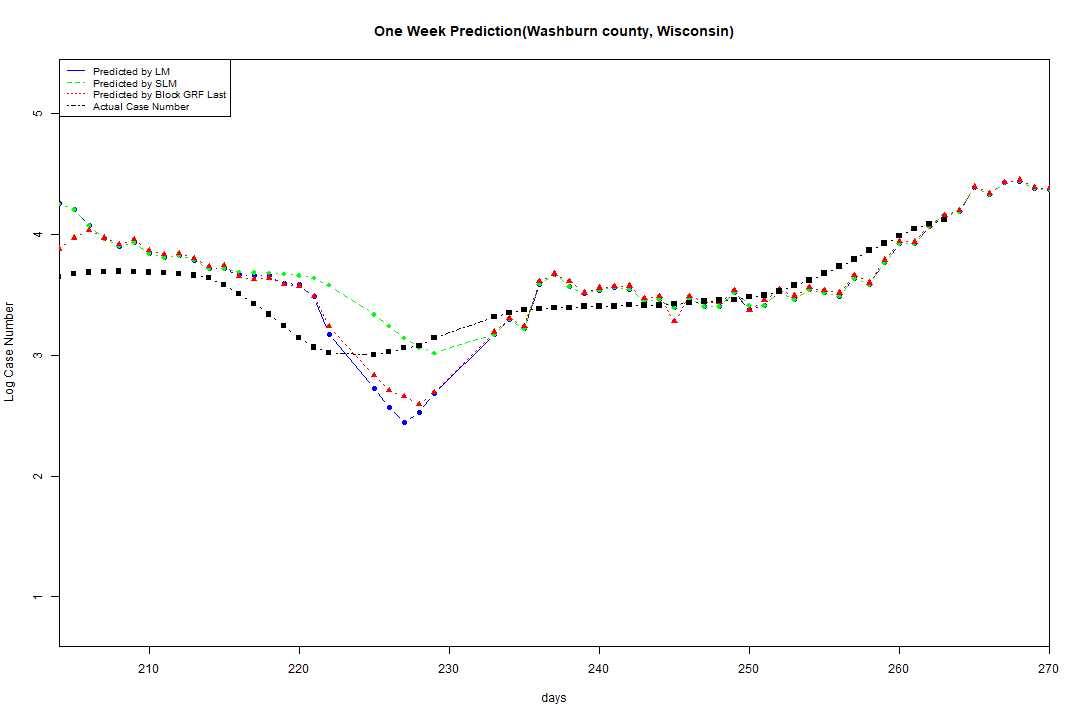 One Week Prediction(Washburn county, Wisconsin)
Predicted by LM
Predicted by SLM
Predicted by Block GRF Last
Actual Case Number
Log Case Number
5
4
3
2
1
210 220 230 240 250 260 270
days